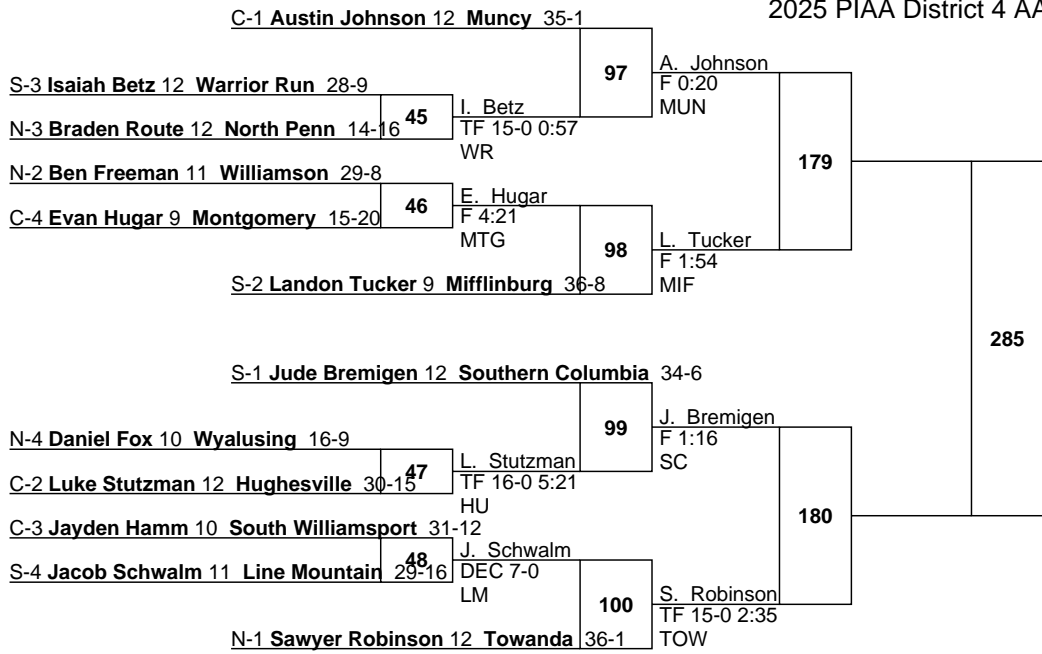 2025 PIAA District 4 AA
C-1 Austin Johnson 12 Muncy 35-1
97
A. Johnson
F 0:20
MUN
S-3 Isaiah Betz 12 Warrior Run 28-9
45
I. Betz
TF 15-0 0:57
WR
N-3 Braden Route 12 North Penn 14-16
179
N-2 Ben Freeman 11 Williamson 29-8
46
E. Hugar
F 4:21
MTG
C-4 Evan Hugar 9 Montgomery 15-20
98
L. Tucker
F 1:54
MIF
S-2 Landon Tucker 9 Mifflinburg 36-8
285
S-1 Jude Bremigen 12 Southern Columbia 34-6
99
J. Bremigen
F 1:16
SC
N-4 Daniel Fox 10 Wyalusing 16-9
47
L. Stutzman
TF 16-0 5:21
HU
C-2 Luke Stutzman 12 Hughesville 30-15
180
C-3 Jayden Hamm 10 South Williamsport 31-12
48
J. Schwalm
DEC 7-0
LM
S-4 Jacob Schwalm 11 Line Mountain 29-16
100
S. Robinson
TF 15-0 2:35
TOW
N-1 Sawyer Robinson 12 Towanda 36-1